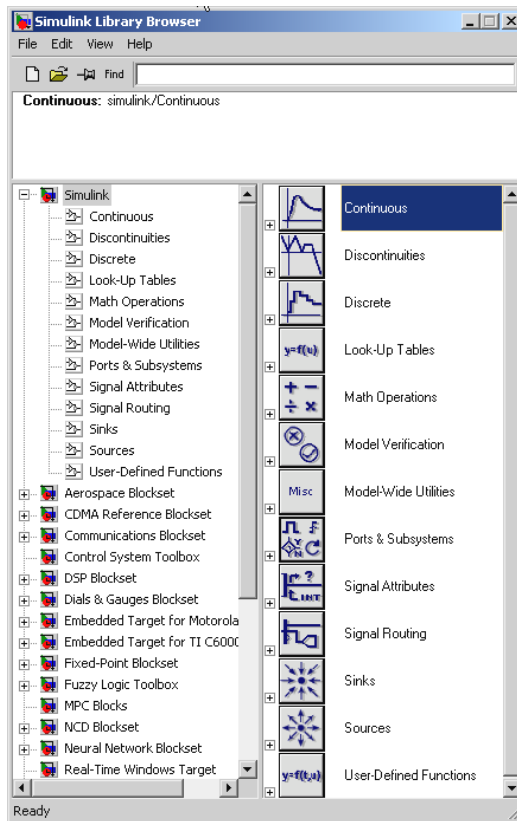 Simulink Library Browser
File Edit View Help
Find
Continuous: simulink/Continuous
Simulink
Continuous
Discontinuities
Discrete
Look-Up Tables
Math Operations
Model Verification
Model-Wide Utilities
Ports & Subsystems
Signal Attributes
Signal Routing
Sinks
Sources
User-Defined Functions
Aerospace Blockset
CDMA Reference Blockset
Communications Blockset
Control System Toolbox
DSP Blockset
Dials & Gauges Blockset
Embedded Target for Motorola
Embedded Target for TI C6000
Fixed-Point Blockset
Fuzzy Logic Toolbox
MPC Blocks
NCD Blockset
Neural Network Blockset
Real-Time Windows Target
Continuous
Discontinuities
Discrete
y=f(u) Look-Up Tables
+ − ÷ × Math Operations
Model Verification
Misc Model-Wide Utilities
Ports & Subsystems
? INT Signal Attributes
Signal Routing
Sinks
Sources
y=f(t,u) User-Defined Functions
Ready